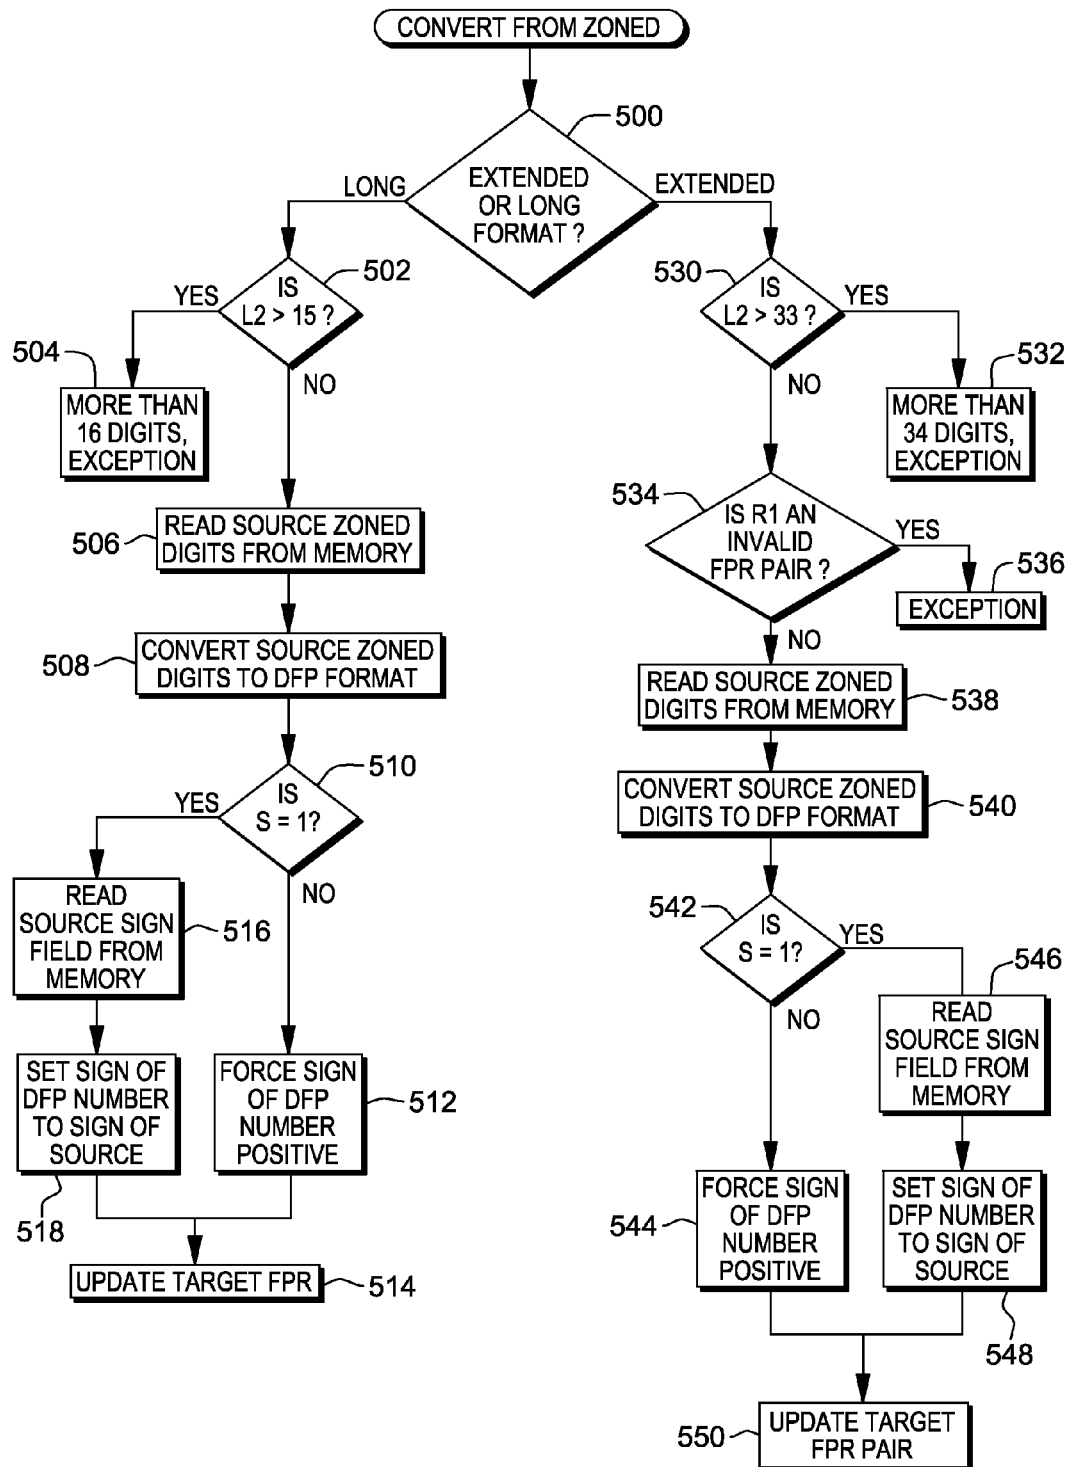 CONVERT FROM ZONED
500
EXTENDED
OR LONG
FORMAT ?
LONG
EXTENDED
502
IS
L2 > 15 ?
YES
NO
504
MORE THAN
16 DIGITS,
EXCEPTION
506
READ SOURCE ZONED
DIGITS FROM MEMORY
508
CONVERT SOURCE ZONED
DIGITS TO DFP FORMAT
510
IS
S = 1?
YES
NO
READ
SOURCE SIGN
FIELD FROM
MEMORY
516
SET SIGN OF
DFP NUMBER
TO SIGN OF
SOURCE
518
FORCE SIGN
OF DFP
NUMBER
POSITIVE
512
UPDATE TARGET FPR
514
530
IS
L2 > 33 ?
YES
NO
532
MORE THAN
34 DIGITS,
EXCEPTION
534
IS R1 AN
INVALID
FPR PAIR ?
YES
NO
536
EXCEPTION
READ SOURCE ZONED
DIGITS FROM MEMORY
538
CONVERT SOURCE ZONED
DIGITS TO DFP FORMAT
540
542
IS
S = 1?
YES
NO
546
READ
SOURCE SIGN
FIELD FROM
MEMORY
544
FORCE SIGN
OF DFP
NUMBER
POSITIVE
SET SIGN OF
DFP NUMBER
TO SIGN OF
SOURCE
548
550
UPDATE TARGET
FPR PAIR